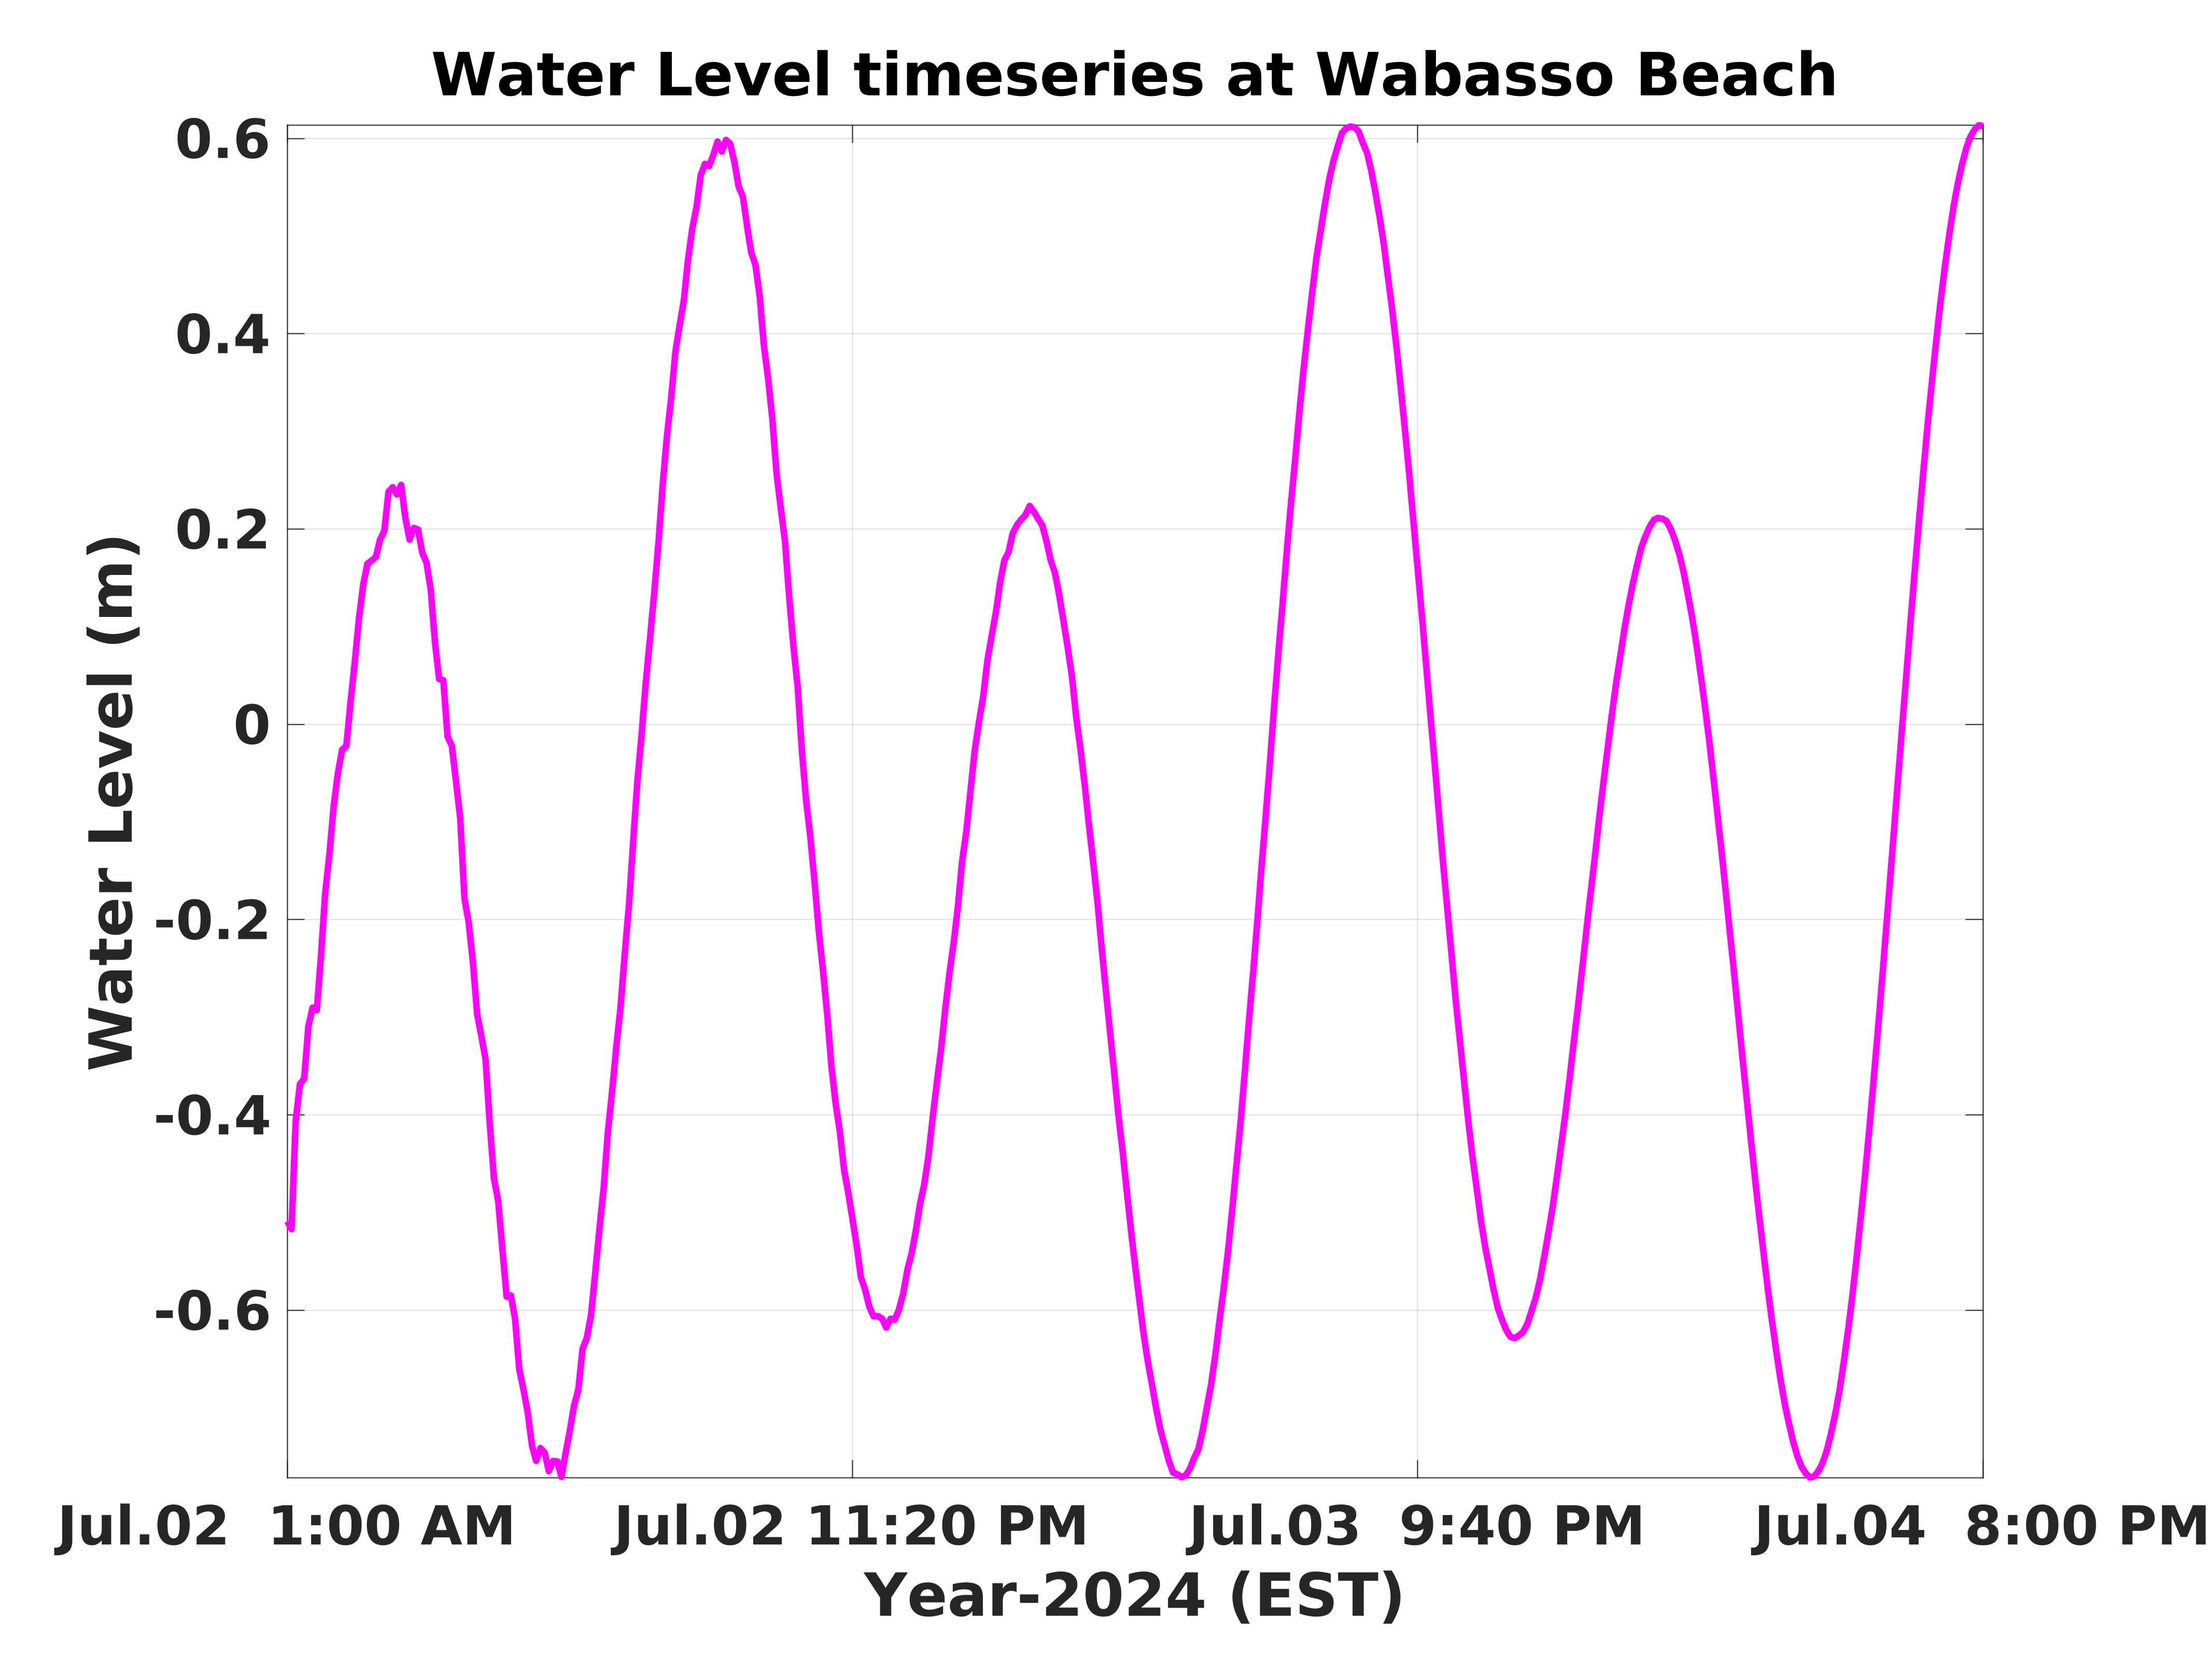 Water Level timeseries at Wabasso Beach
0.6
0.4
0.2
0
-0.2
-0.4
-0.6
Water Level (m)
Jul.02 1:00 AM
Jul.02 11:20 PM
Jul.03 9:40 PM
Jul.04 8:00 PM
Year-2024 (EST)